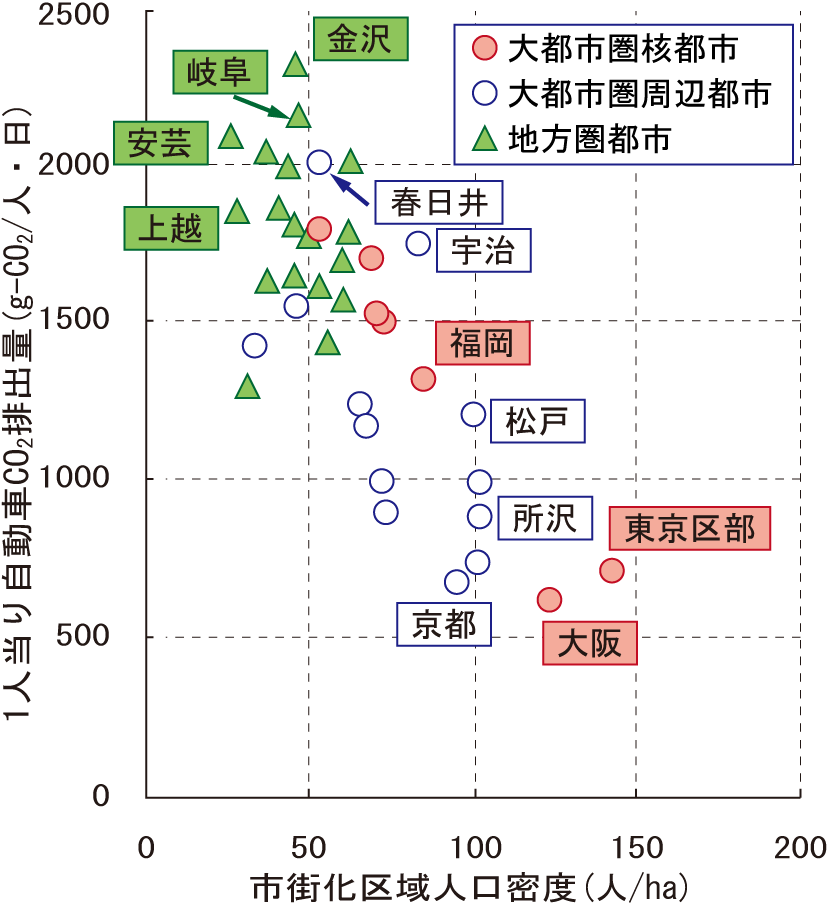 2500
2000
1500
1000
500
0
1人当り自動車CO₂排出量(g-CO₂/人・日)
大都市圏核都市
大都市圏周辺都市
地方圏都市
金沢
岐阜
安芸
春日井
上越
宇治
福岡
松戸
所沢
東京区部
京都
大阪
0
50
100
150
200
市街化区域人口密度(人/ha)